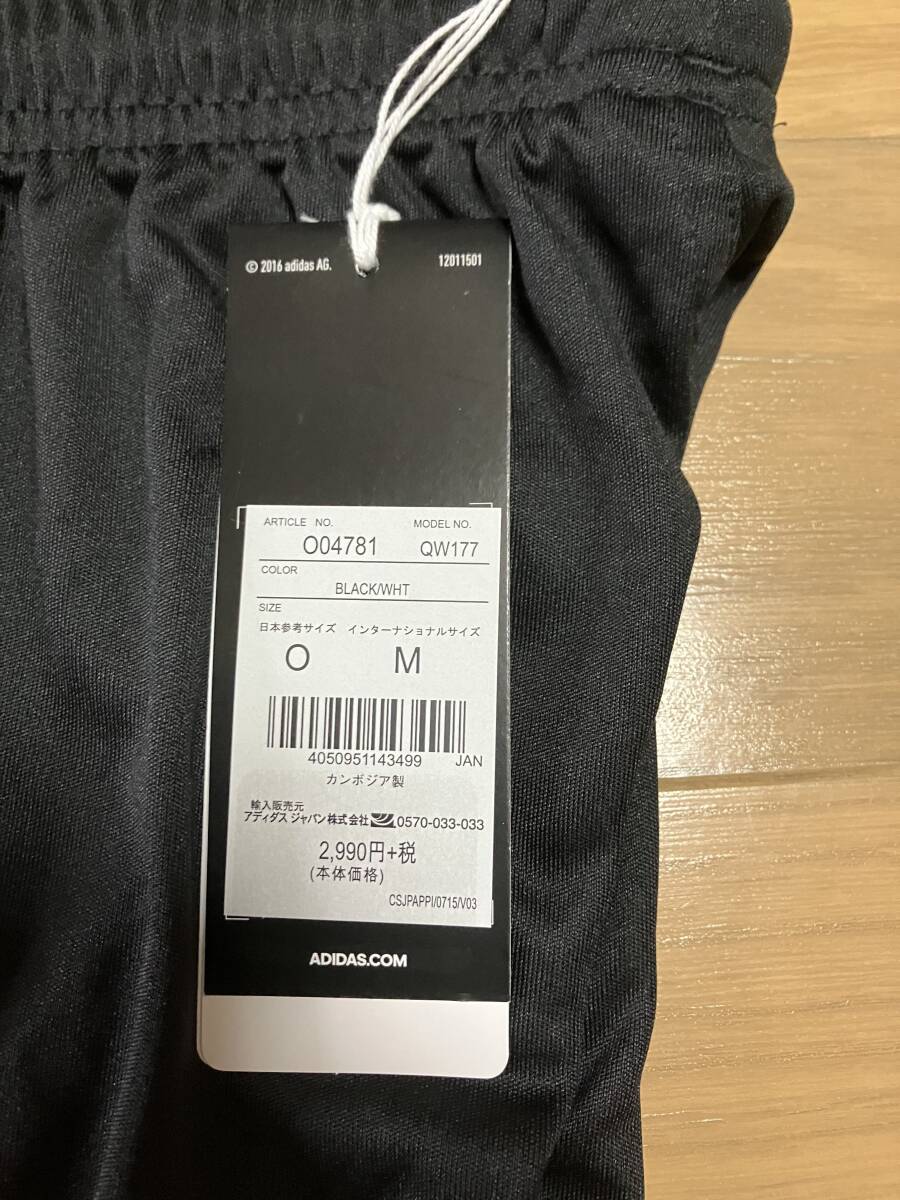 © 2016 adidas AG. 12011501
ARTICLE NO. MODEL NO.
O04781 QW177
COLOR
BLACK/WHT
SIZE
日本参考サイズ インターナショナルサイズ
O M
4050951143499 JAN
カンボジア製
輸入販売元
アディダス ジャパン株式会社 0570-033-033
2,990円+税
(本体価格)
CSJPAPPI/0715/V03
ADIDAS.COM